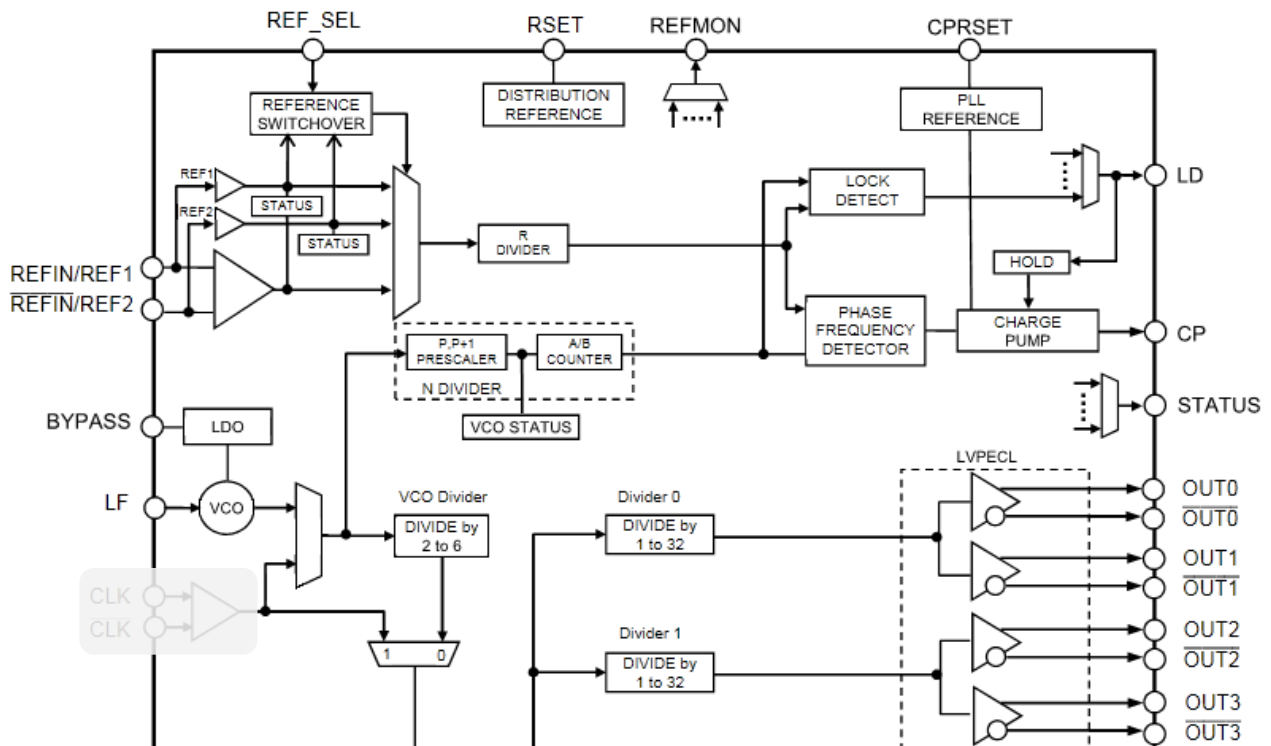 REF_SEL
RSET
REFMON
CPRSET
REFERENCE
SWITCHOVER
DISTRIBUTION
REFERENCE
PLL
REFERENCE
REF1
STATUS
REF2
STATUS
LOCK
DETECT
LD
R
DIVIDER
HOLD
REFIN/REF1
REFIN/REF2
PHASE
FREQUENCY
DETECTOR
CHARGE
PUMP
CP
P,P+1
PRESCALER
A/B
COUNTER
N DIVIDER
VCO STATUS
STATUS
BYPASS
LDO
LF
VCO
VCO Divider
DIVIDE by
2 to 6
Divider 0
DIVIDE by
1 to 32
LVPECL
OUT0
OUT0
OUT1
OUT1
CLK
CLK
1 0
Divider 1
DIVIDE by
1 to 32
OUT2
OUT2
OUT3
OUT3